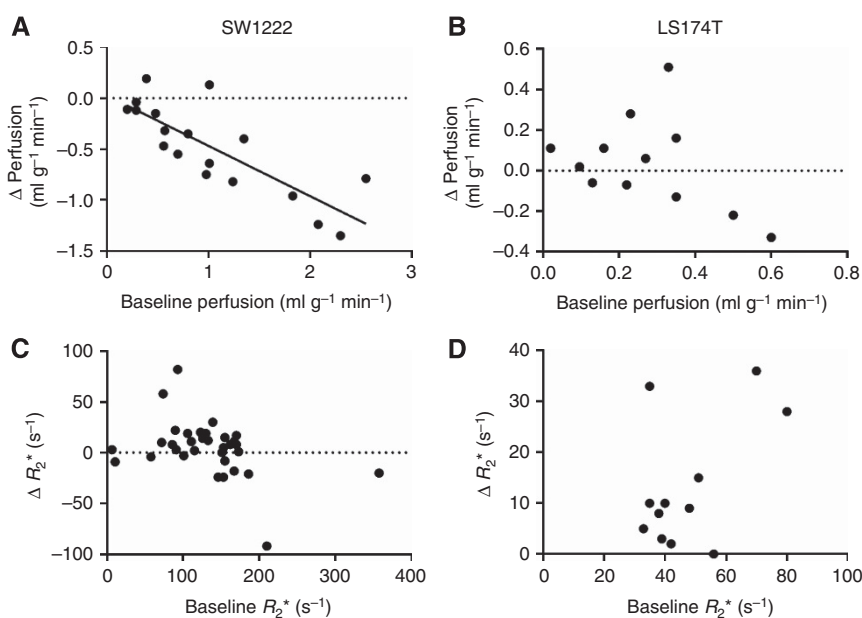 A
SW1222
0.5
0.0
–0.5
–1.0
–1.5
Δ Perfusion
(ml g⁻¹ min⁻¹)
0
1
2
3
Baseline perfusion (ml g⁻¹ min⁻¹)
B
LS174T
0.6
0.4
0.2
0.0
–0.2
–0.4
Δ Perfusion
(ml g⁻¹ min⁻¹)
0.0
0.2
0.4
0.6
0.8
Baseline perfusion (ml g⁻¹ min⁻¹)
C
100
50
0
–50
–100
Δ R₂* (s⁻¹)
0
100
200
300
400
Baseline R₂* (s⁻¹)
D
40
30
20
10
0
Δ R₂* (s⁻¹)
0
20
40
60
80
100
Baseline R₂* (s⁻¹)